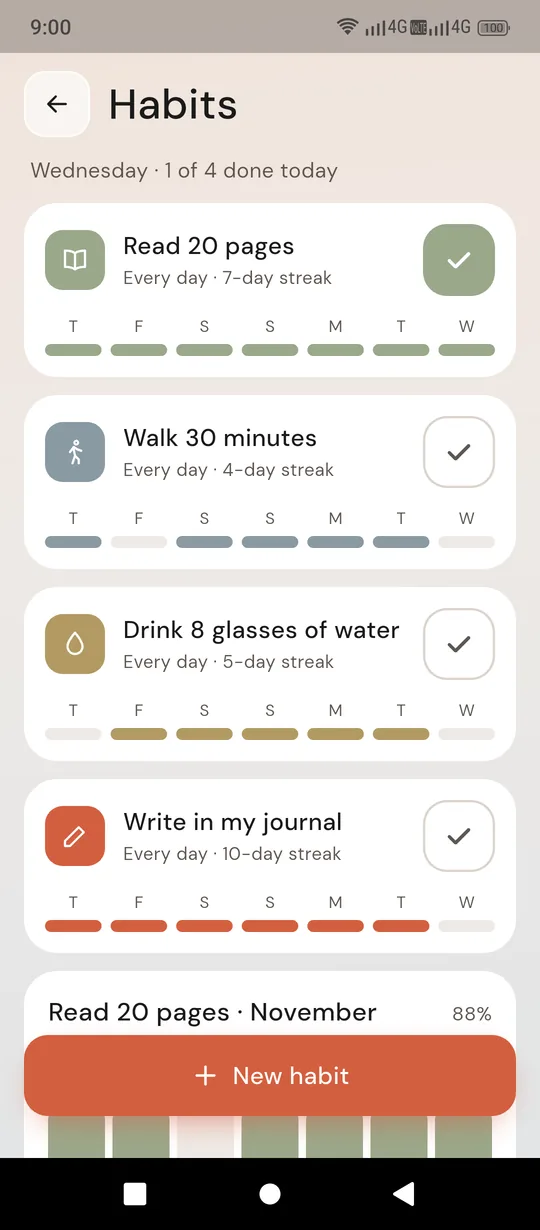 9:00
4G VoLTE 4G 100
Habits
Wednesday · 1 of 4 done today
Read 20 pages
Every day · 7-day streak
T F S S M T W
Walk 30 minutes
Every day · 4-day streak
T F S S M T W
Drink 8 glasses of water
Every day · 5-day streak
T F S S M T W
Write in my journal
Every day · 10-day streak
T F S S M T W
Read 20 pages · November 88%
New habit